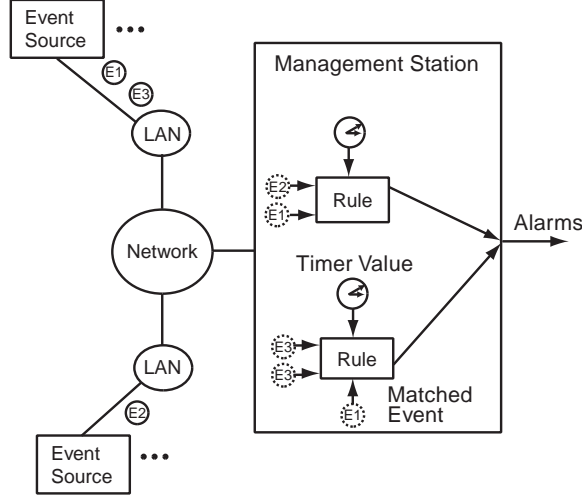 Event
Source
E1
E3
LAN
Network
LAN
E2
Event
Source
Management Station
E2
E1
Rule
Alarms
Timer Value
E3
E3
Rule
E1
Matched
Event